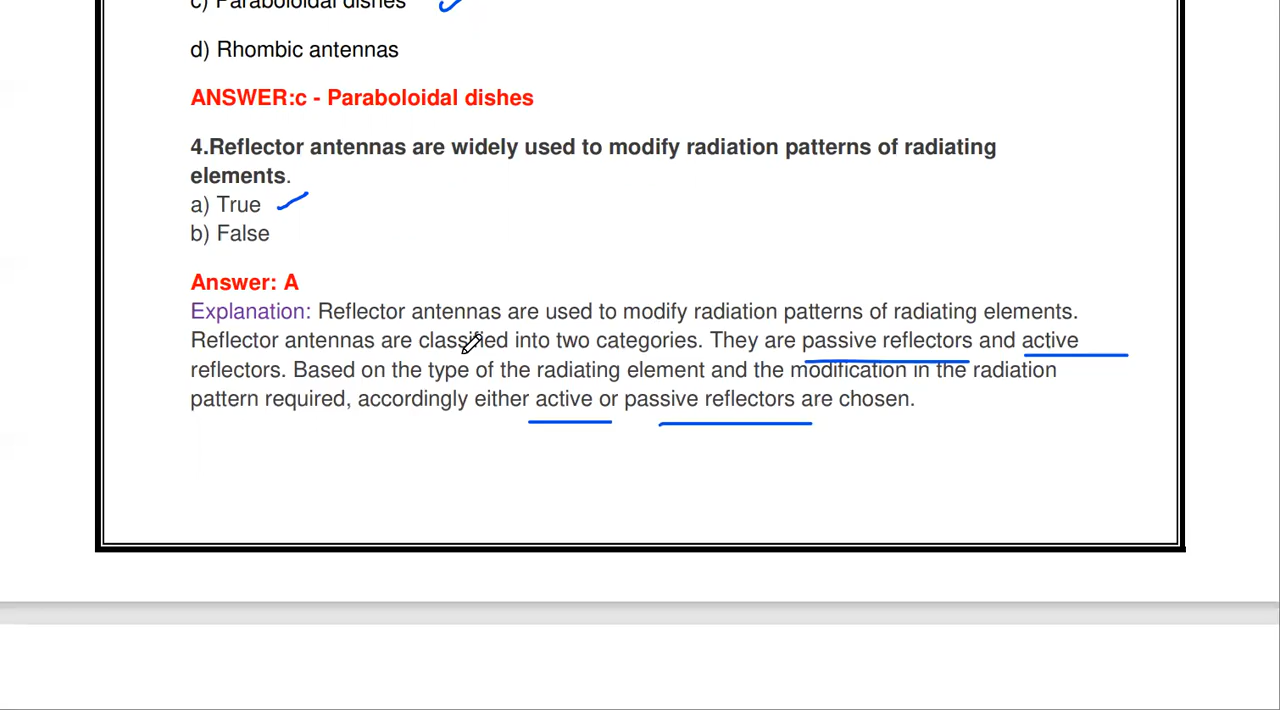 c) Paraboloidal dishes
d) Rhombic antennas
ANSWER:c - Paraboloidal dishes
4.Reflector antennas are widely used to modify radiation patterns of radiating
elements.
a) True
b) False
Answer: A
Explanation: Reflector antennas are used to modify radiation patterns of radiating elements.
Reflector antennas are classified into two categories. They are passive reflectors and active
reflectors. Based on the type of the radiating element and the modification in the radiation
pattern required, accordingly either active or passive reflectors are chosen.